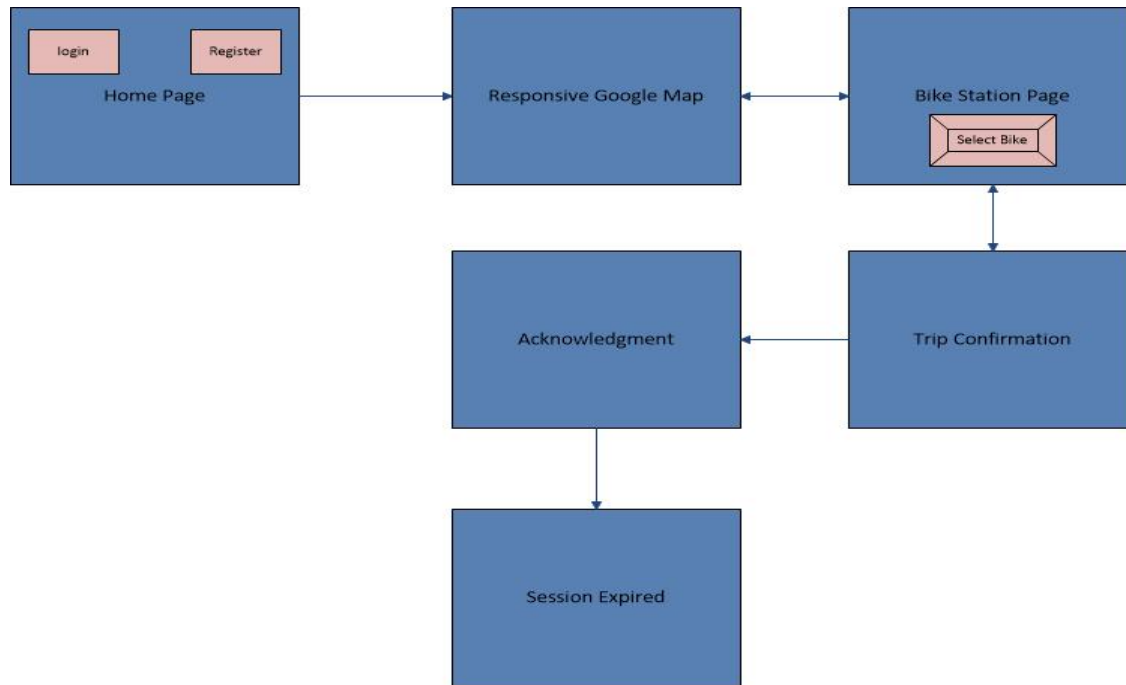 login
Register
Home Page
Responsive Google Map
Bike Station Page
Select Bike
Acknowledgment
Trip Confirmation
Session Expired